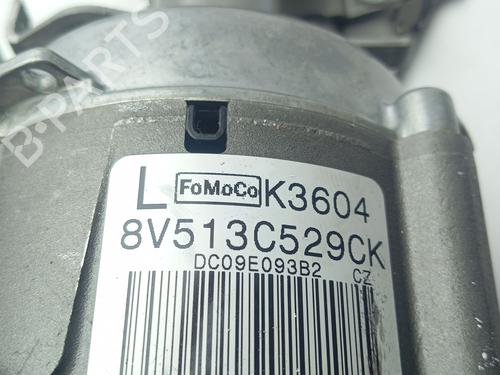 B-PARTS
L FoMoCo K3604
8V513C529CK
DC09E093B2 CZ